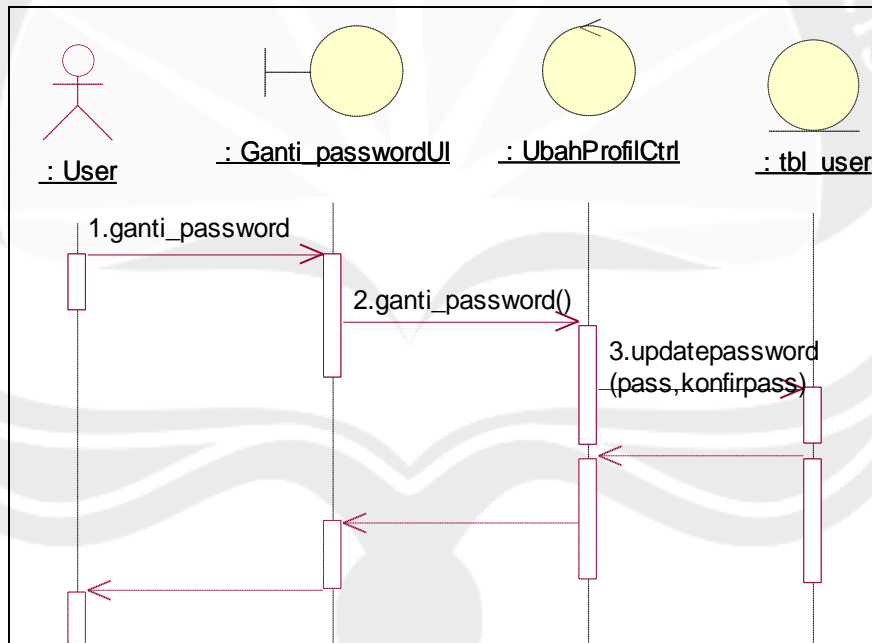 : User
: Ganti_passwordUI
: UbahProfilCtrl
: tbl_user
1.ganti_password
2.ganti_password()
3.updatepassword
(pass,konfirpass)